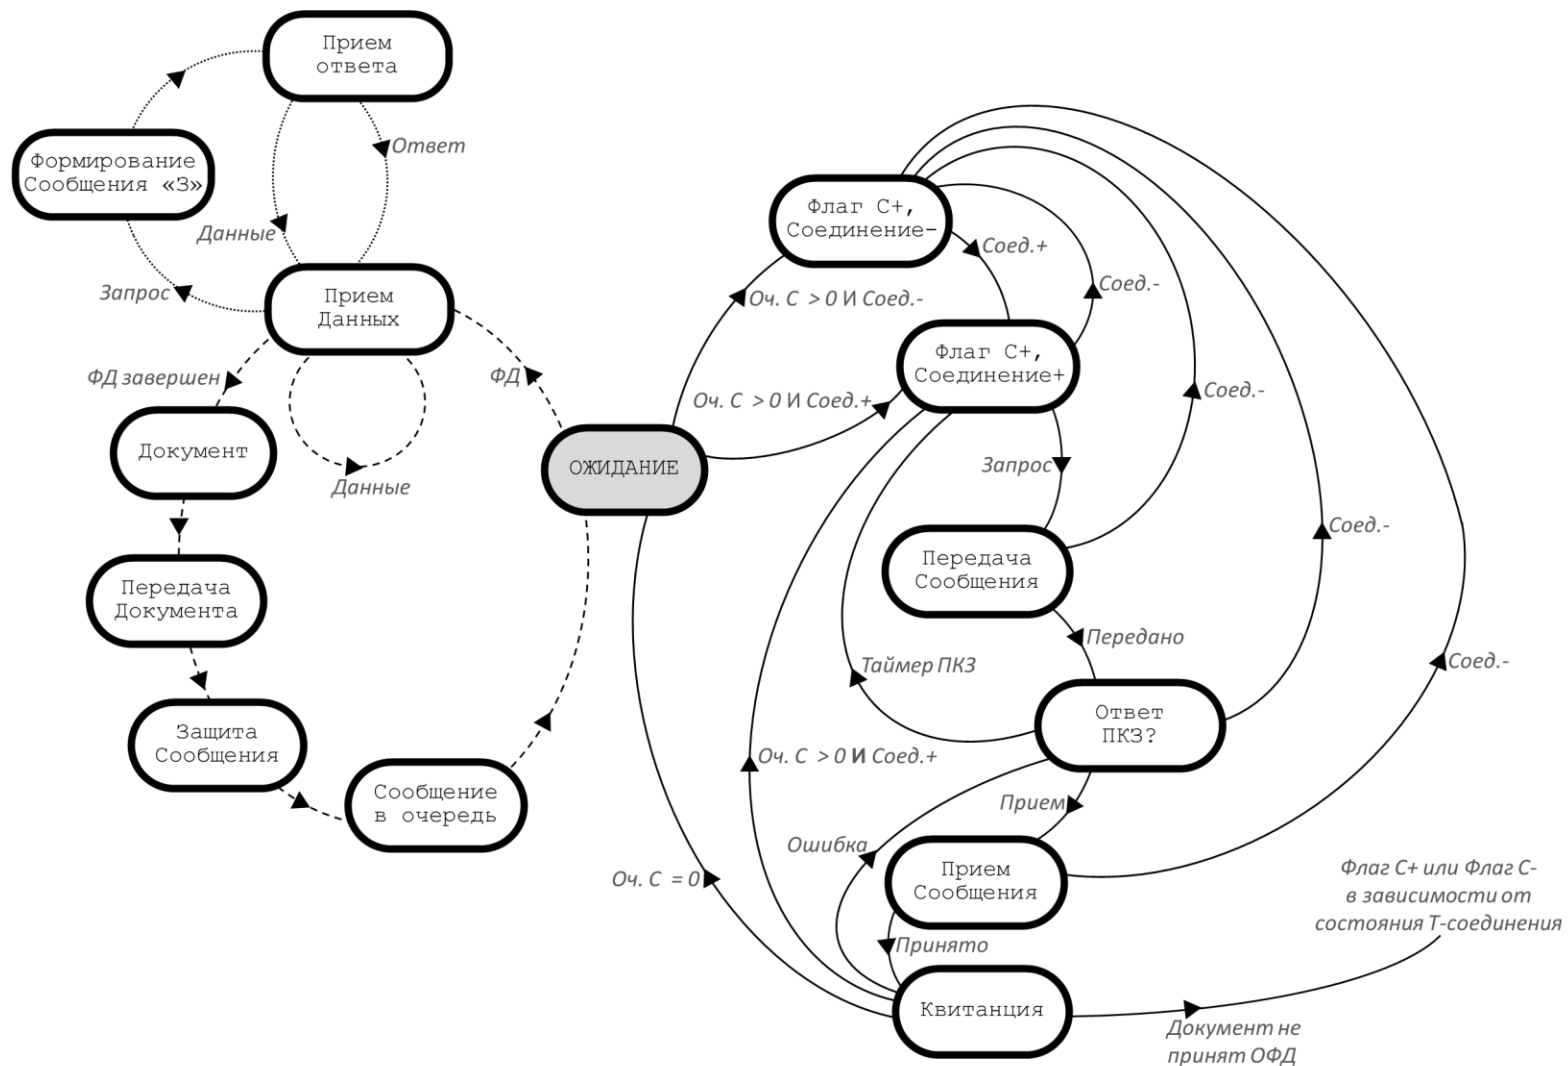 Прием
ответа
Ответ
Формирование
Сообщения «З»
Данные
Запрос
Прием
Данных
ФД завершен
ФД
Документ
Данные
Передача
Документа
Защита
Сообщения
Сообщение
в очередь
ОЖИДАНИЕ
Флаг С+,
Соединение-
Соед.+
Соед.-
Оч. С > 0 И Соед.-
Флаг С+,
Соединение+
Оч. С > 0 И Соед.+
Соед.-
Запрос
Соед.-
Передача
Сообщения
Передано
Таймер ПКЗ
Соед.-
Ответ
ПКЗ?
Оч. С > 0 И Соед.+
Прием
Ошибка
Оч. С = 0
Прием
Сообщения
Флаг С+ или Флаг С-
в зависимости от
состояния Т-соединения
Принято
Квитанция
Документ не
принят ОФД